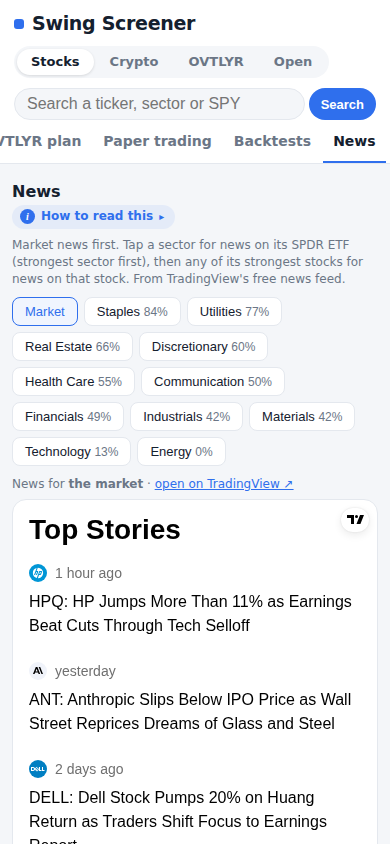 Swing Screener
Stocks Crypto OVTLYR Open
Search a ticker, sector or SPY Search
VTLYR plan Paper trading Backtests News
News
i How to read this ▸
Market news first. Tap a sector for news on its SPDR ETF
(strongest sector first), then any of its strongest stocks for
news on that stock. From TradingView's free news feed.
Market Staples 84% Utilities 77%
Real Estate 66% Discretionary 60%
Health Care 55% Communication 50%
Financials 49% Industrials 42% Materials 42%
Technology 13% Energy 0%
News for the market · open on TradingView ↗
Top Stories
hp 1 hour ago
HPQ: HP Jumps More Than 11% as Earnings
Beat Cuts Through Tech Selloff
yesterday
ANT: Anthropic Slips Below IPO Price as Wall
Street Reprices Dreams of Glass and Steel
DELL 2 days ago
DELL: Dell Stock Pumps 20% on Huang
Return as Traders Shift Focus to Earnings
Report